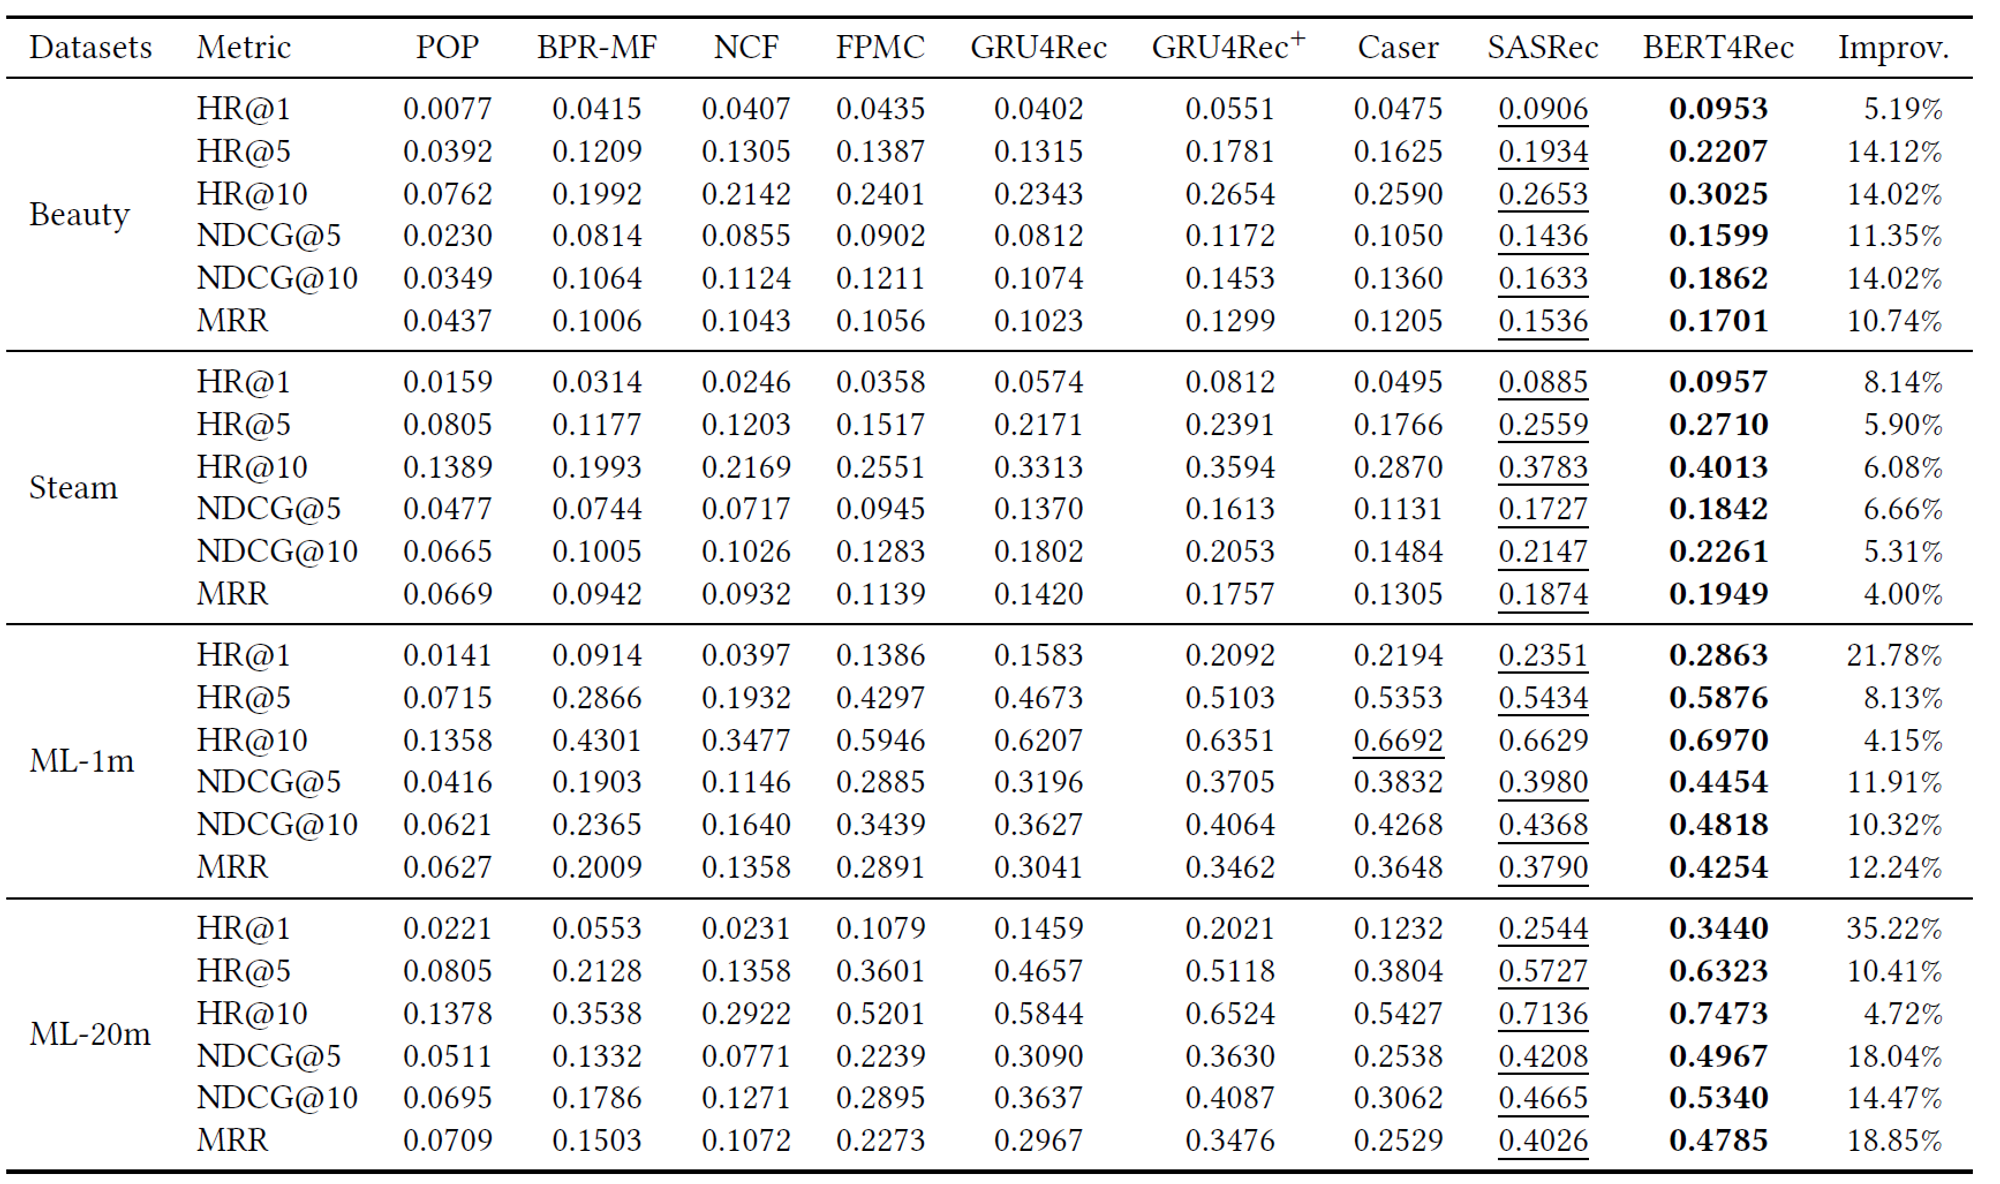 Datasets Metric POP BPR-MF NCF FPMC GRU4Rec GRU4Rec+ Caser SASRec BERT4Rec Improv.
Beauty
HR@1 0.0077 0.0415 0.0407 0.0435 0.0402 0.0551 0.0475 0.0906 0.0953 5.19%
HR@5 0.0392 0.1209 0.1305 0.1387 0.1315 0.1781 0.1625 0.1934 0.2207 14.12%
HR@10 0.0762 0.1992 0.2142 0.2401 0.2343 0.2654 0.2590 0.2653 0.3025 14.02%
NDCG@5 0.0230 0.0814 0.0855 0.0902 0.0812 0.1172 0.1050 0.1436 0.1599 11.35%
NDCG@10 0.0349 0.1064 0.1124 0.1211 0.1074 0.1453 0.1360 0.1633 0.1862 14.02%
MRR 0.0437 0.1006 0.1043 0.1056 0.1023 0.1299 0.1205 0.1536 0.1701 10.74%
Steam
HR@1 0.0159 0.0314 0.0246 0.0358 0.0574 0.0812 0.0495 0.0885 0.0957 8.14%
HR@5 0.0805 0.1177 0.1203 0.1517 0.2171 0.2391 0.1766 0.2559 0.2710 5.90%
HR@10 0.1389 0.1993 0.2169 0.2551 0.3313 0.3594 0.2870 0.3783 0.4013 6.08%
NDCG@5 0.0477 0.0744 0.0717 0.0945 0.1370 0.1613 0.1131 0.1727 0.1842 6.66%
NDCG@10 0.0665 0.1005 0.1026 0.1283 0.1802 0.2053 0.1484 0.2147 0.2261 5.31%
MRR 0.0669 0.0942 0.0932 0.1139 0.1420 0.1757 0.1305 0.1874 0.1949 4.00%
ML-1m
HR@1 0.0141 0.0914 0.0397 0.1386 0.1583 0.2092 0.2194 0.2351 0.2863 21.78%
HR@5 0.0715 0.2866 0.1932 0.4297 0.4673 0.5103 0.5353 0.5434 0.5876 8.13%
HR@10 0.1358 0.4301 0.3477 0.5946 0.6207 0.6351 0.6692 0.6629 0.6970 4.15%
NDCG@5 0.0416 0.1903 0.1146 0.2885 0.3196 0.3705 0.3832 0.3980 0.4454 11.91%
NDCG@10 0.0621 0.2365 0.1640 0.3439 0.3627 0.4064 0.4268 0.4368 0.4818 10.32%
MRR 0.0627 0.2009 0.1358 0.2891 0.3041 0.3462 0.3648 0.3790 0.4254 12.24%
ML-20m
HR@1 0.0221 0.0553 0.0231 0.1079 0.1459 0.2021 0.1232 0.2544 0.3440 35.22%
HR@5 0.0805 0.2128 0.1358 0.3601 0.4657 0.5118 0.3804 0.5727 0.6323 10.41%
HR@10 0.1378 0.3538 0.2922 0.5201 0.5844 0.6524 0.5427 0.7136 0.7473 4.72%
NDCG@5 0.0511 0.1332 0.0771 0.2239 0.3090 0.3630 0.2538 0.4208 0.4967 18.04%
NDCG@10 0.0695 0.1786 0.1271 0.2895 0.3637 0.4087 0.3062 0.4665 0.5340 14.47%
MRR 0.0709 0.1503 0.1072 0.2273 0.2967 0.3476 0.2529 0.4026 0.4785 18.85%